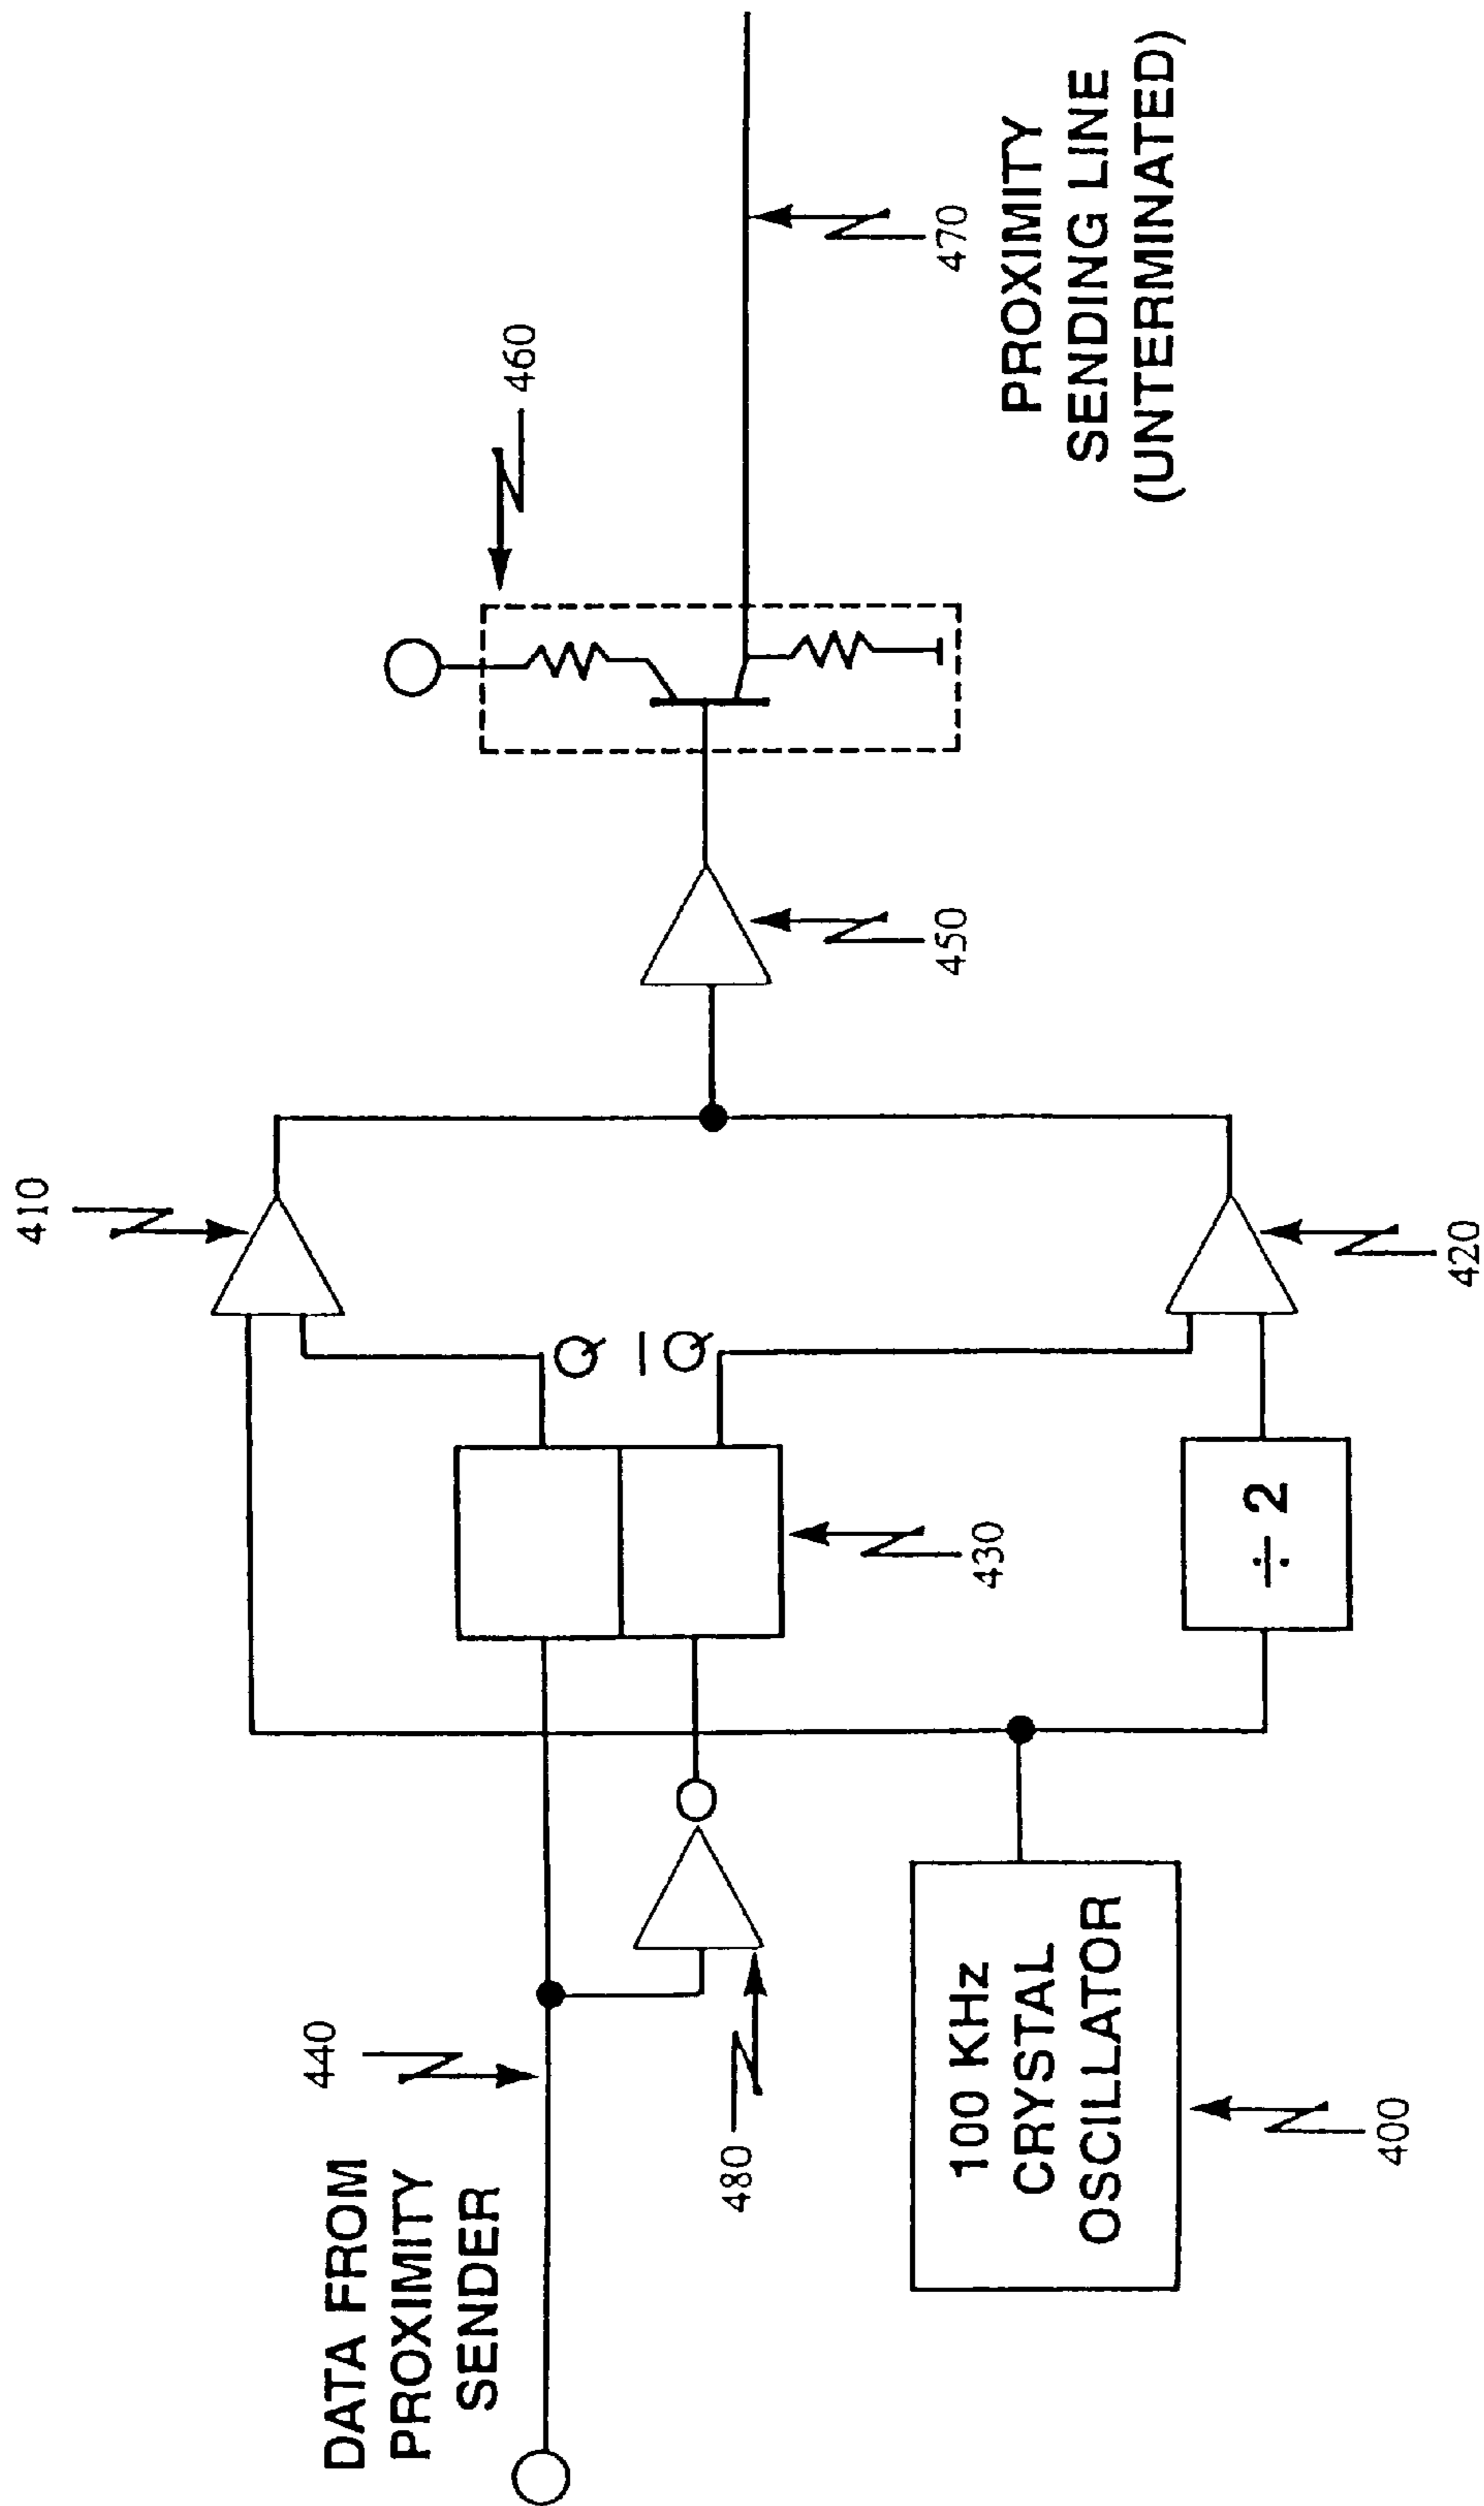 DATA FROM
PROXIMITY
SENDER
440
480
100 KHz
CRYSTAL
OSCILLATOR
400
430
÷ 2
Q
Q
410
420
450
460
470
PROXIMITY
SENDING LINE
(UNTERMINATED)